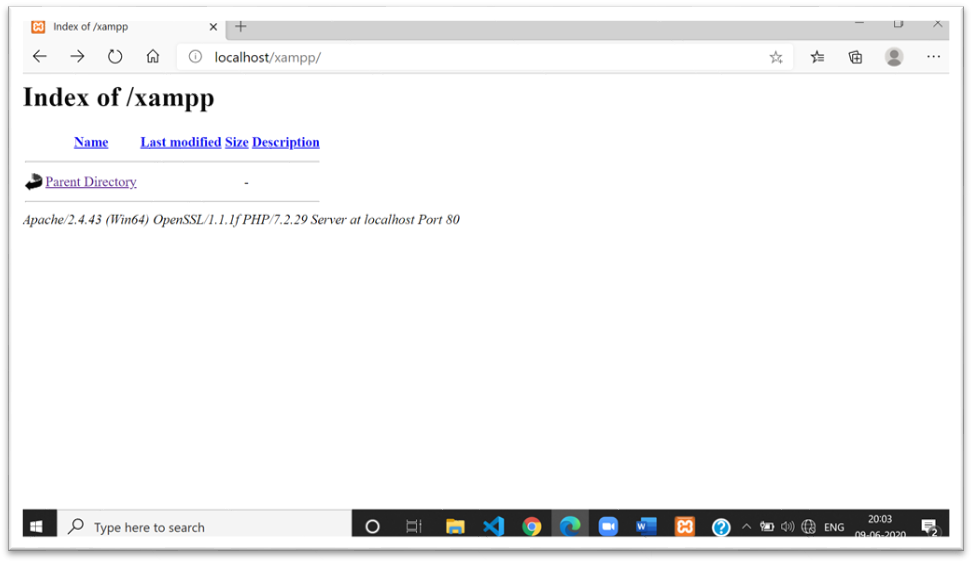 Index of /xampp
localhost/xampp/
Index of /xampp
Name Last modified Size Description
Parent Directory -
Apache/2.4.43 (Win64) OpenSSL/1.1.1f PHP/7.2.29 Server at localhost Port 80
Type here to search
W
?
ENG
20:03
09-06-2020
2